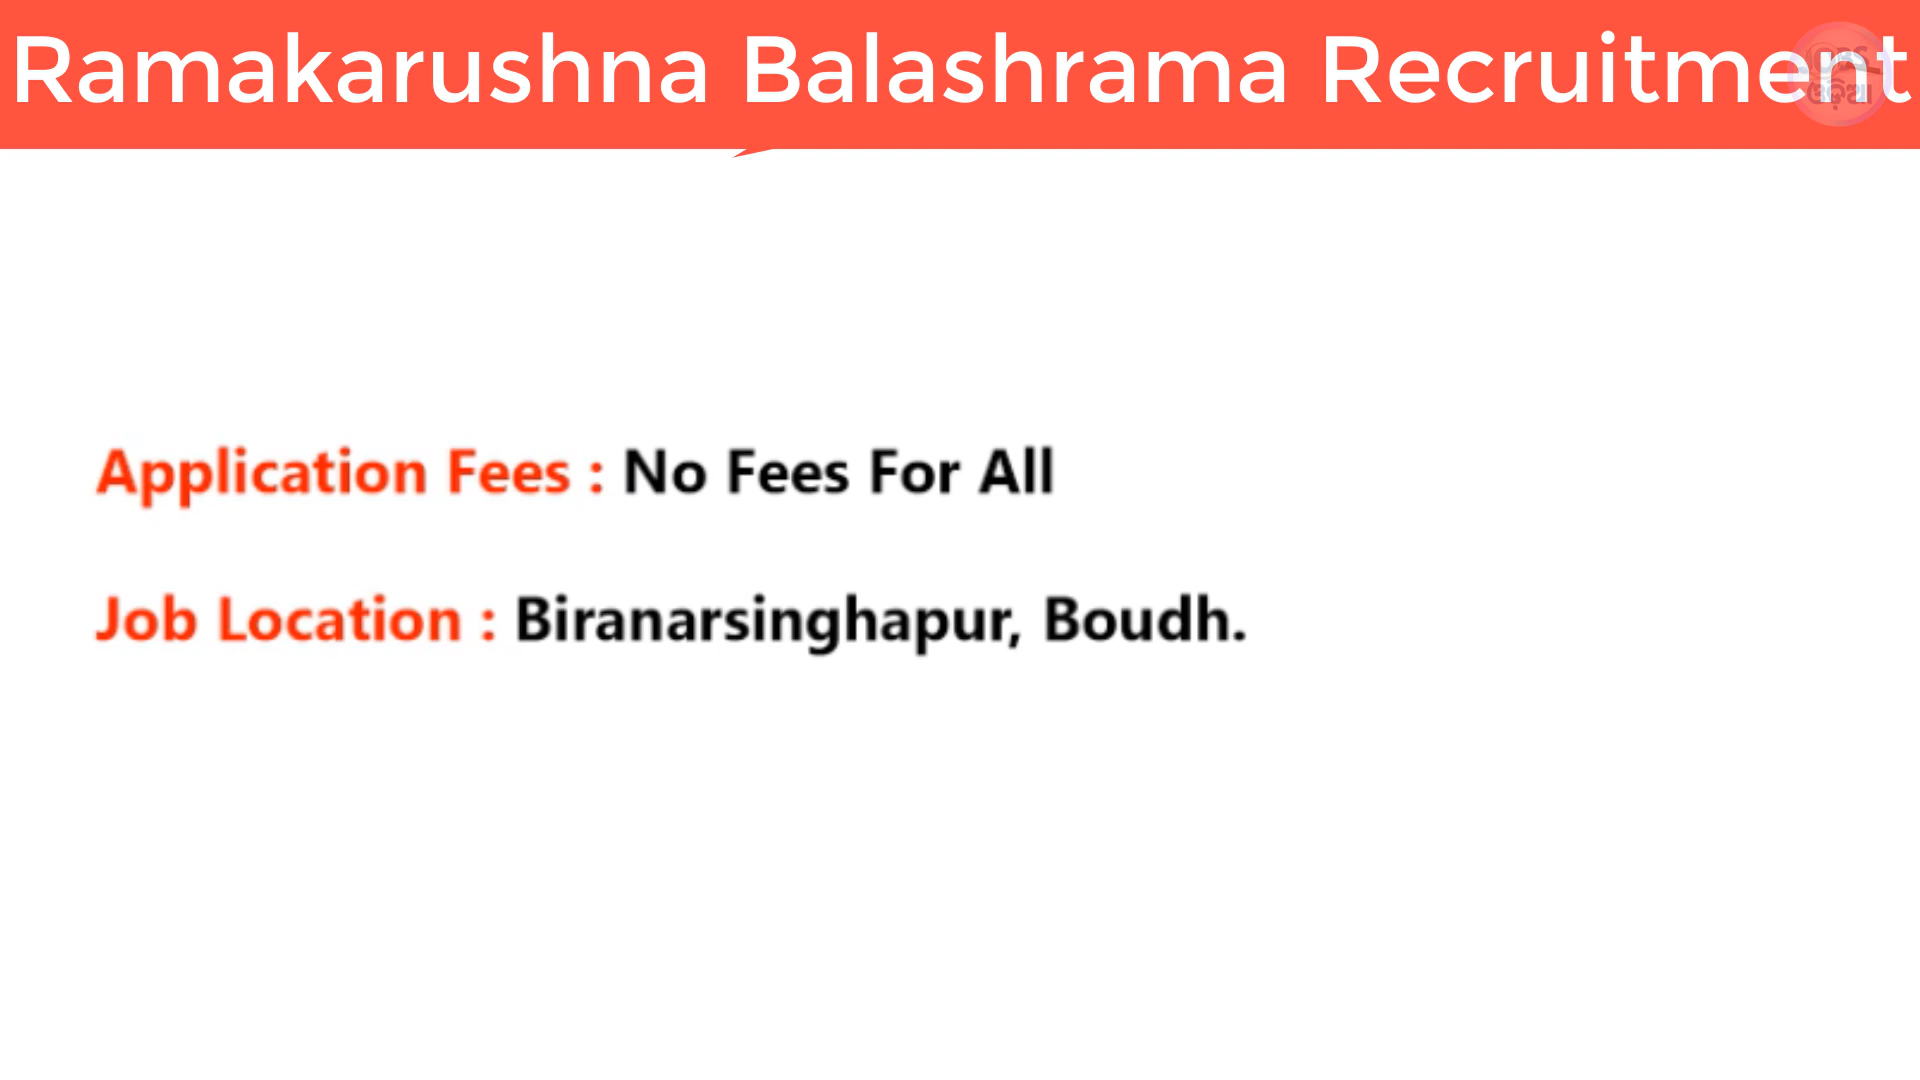 Ramakarushna Balashrama Recruitment
Application Fees : No Fees For All
Job Location : Biranarsinghapur, Boudh.